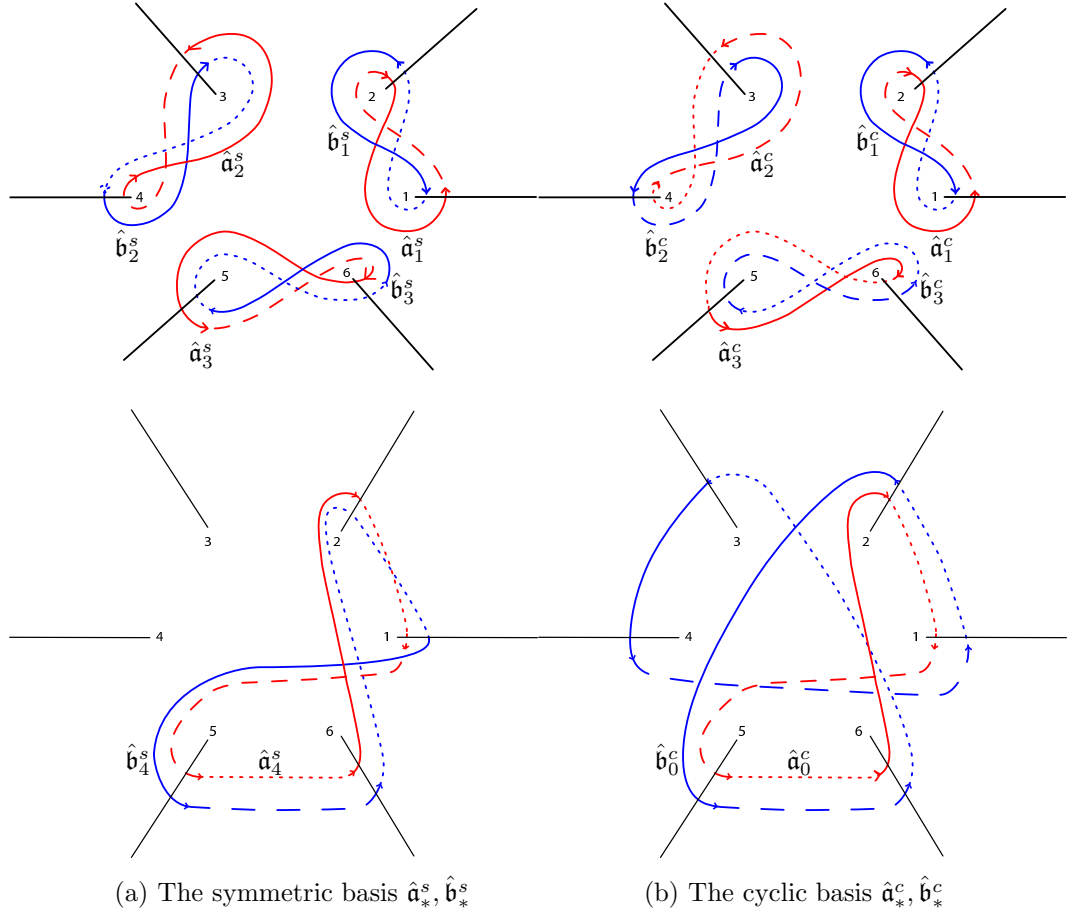 3 2 3 2
𝔟̂₁ˢ 𝔟̂₁ᶜ
𝔞̂₂ˢ 𝔞̂₂ᶜ
4 1 4 1
𝔟̂₂ˢ 𝔞̂₁ˢ 𝔟̂₂ᶜ 𝔞̂₁ᶜ
5 6 5 6
𝔟̂₃ˢ 𝔟̂₃ᶜ
𝔞̂₃ˢ 𝔞̂₃ᶜ
3 2 3 2
4 1 4 1
5 6 5 6
𝔟̂₄ˢ 𝔞̂₄ˢ 𝔟̂₀ᶜ 𝔞̂₀ᶜ
(a) The symmetric basis 𝔞̂ˢ⁎, 𝔟̂ˢ⁎ (b) The cyclic basis 𝔞̂ᶜ⁎, 𝔟̂ᶜ⁎